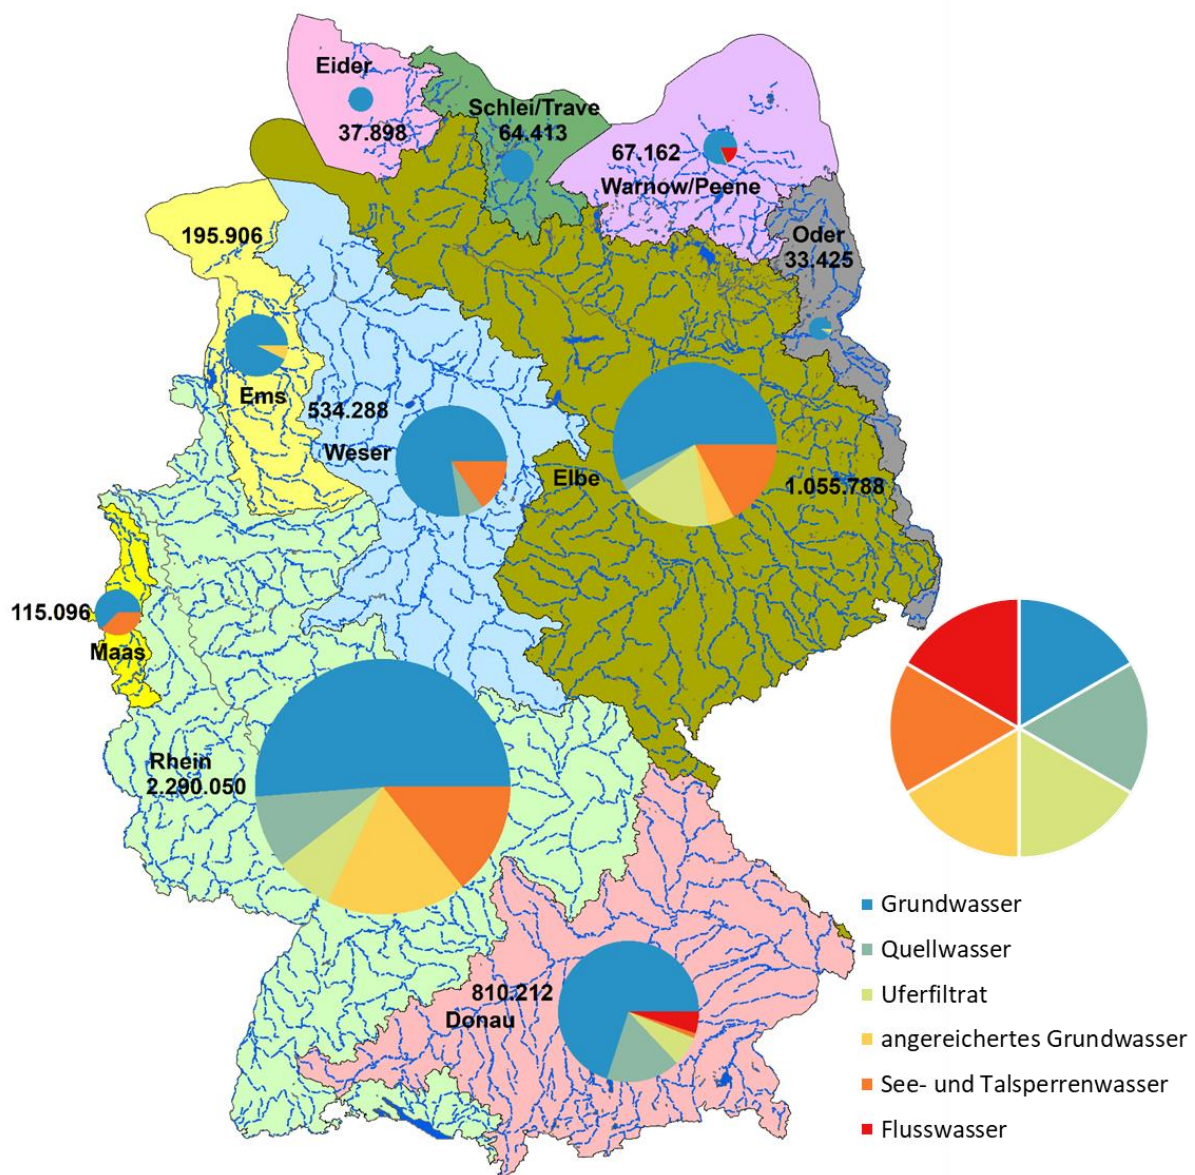 Eider
37.898
Schlei/Trave
64.413
67.162
Warnow/Peene
Oder
33.425
195.906
Ems
534.288
Weser
Elbe
1.055.788
115.096
Maas
Rhein
2.290.050
810.212
Donau
Grundwasser
Quellwasser
Uferfiltrat
angereichertes Grundwasser
See- und Talsperrenwasser
Flusswasser